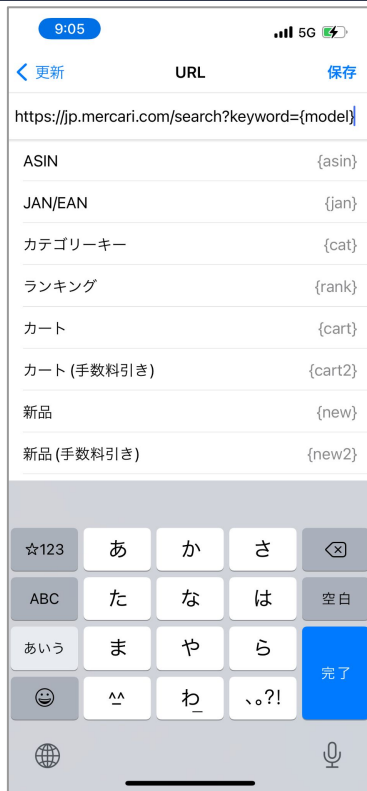 9:05 5G
更新 URL 保存
https://jp.mercari.com/search?keyword={model}
ASIN {asin}
JAN/EAN {jan}
カテゴリーキー {cat}
ランキング {rank}
カート {cart}
カート(手数料引き) {cart2}
新品 {new}
新品(手数料引き) {new2}
☆123 あ か さ
ABC た な は 空白
あいう ま や ら 完了
^^ わ 、。?!